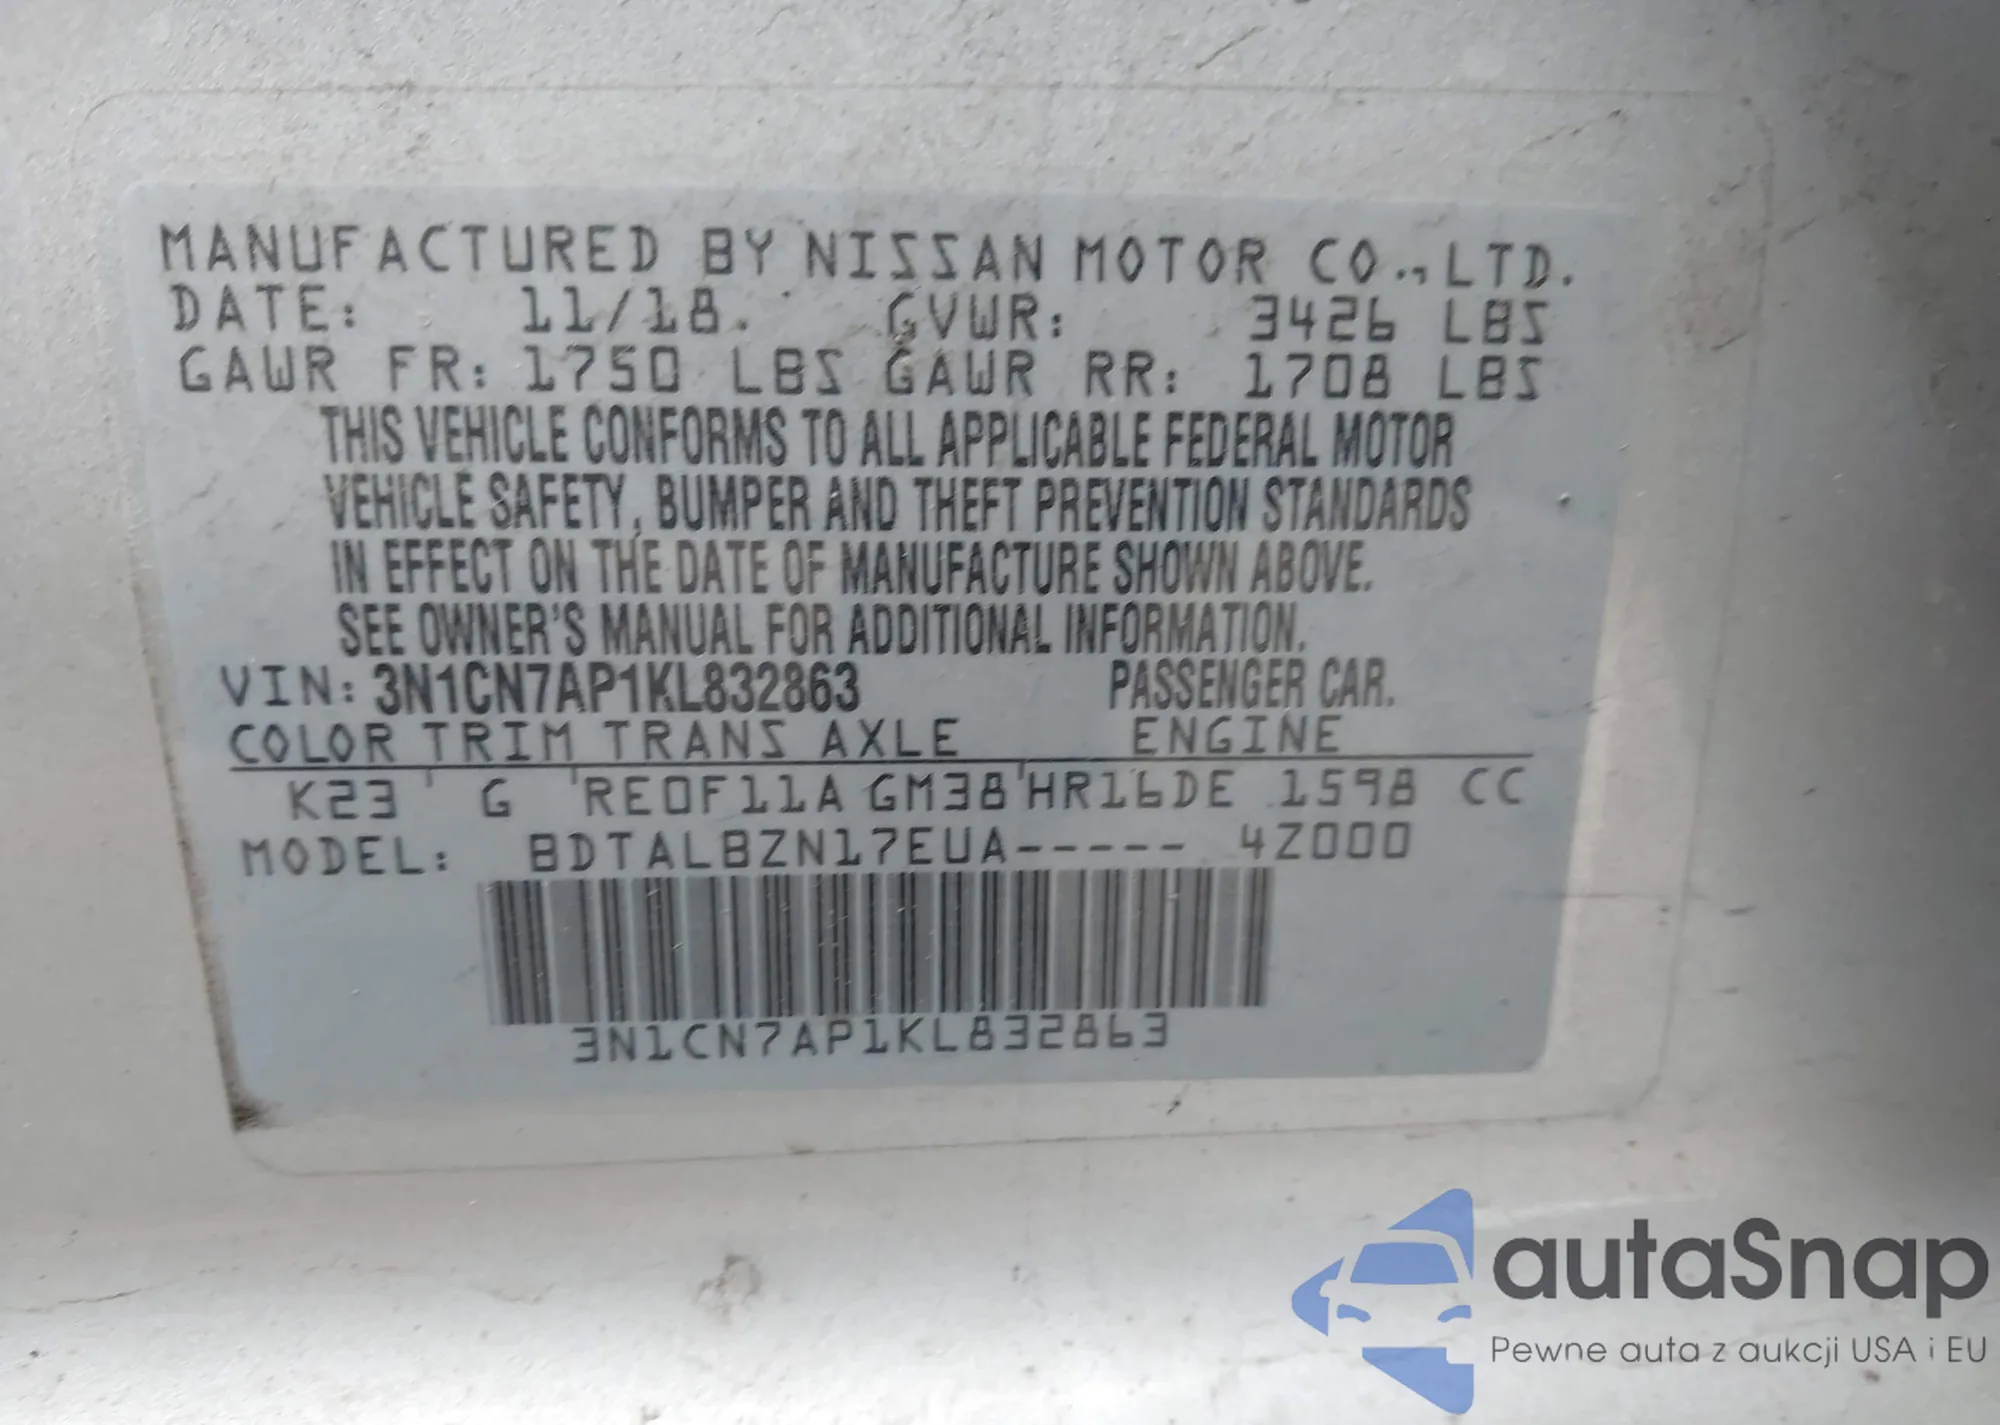 MANUFACTURED BY NISSAN MOTOR CO.,LTD.
DATE: 11/18. GVWR: 3426 LBS
GAWR FR: 1750 LBS GAWR RR: 1708 LBS
THIS VEHICLE CONFORMS TO ALL APPLICABLE FEDERAL MOTOR
VEHICLE SAFETY, BUMPER AND THEFT PREVENTION STANDARDS
IN EFFECT ON THE DATE OF MANUFACTURE SHOWN ABOVE.
SEE OWNER'S MANUAL FOR ADDITIONAL INFORMATION.
VIN: 3N1CN7AP1KL832863 PASSENGER CAR.
COLOR TRIM TRANS AXLE ENGINE
K23 ' G ' RE0F11A GM38 ' HR16DE 1598 CC
MODEL: BDTALBZN17EUA----- 4Z000
3N1CN7AP1KL832863
autaSnap
Pewne auta z aukcji USA i EU